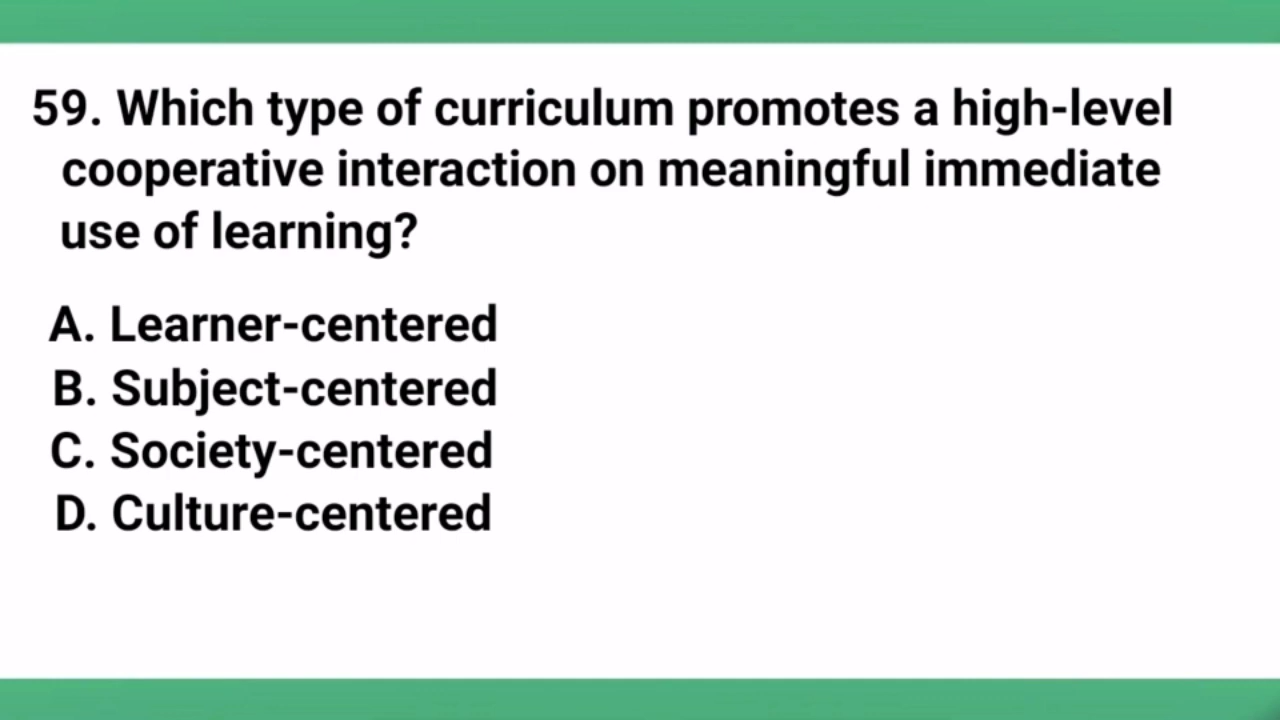 59. Which type of curriculum promotes a high-level
cooperative interaction on meaningful immediate
use of learning?
A. Learner-centered
B. Subject-centered
C. Society-centered
D. Culture-centered